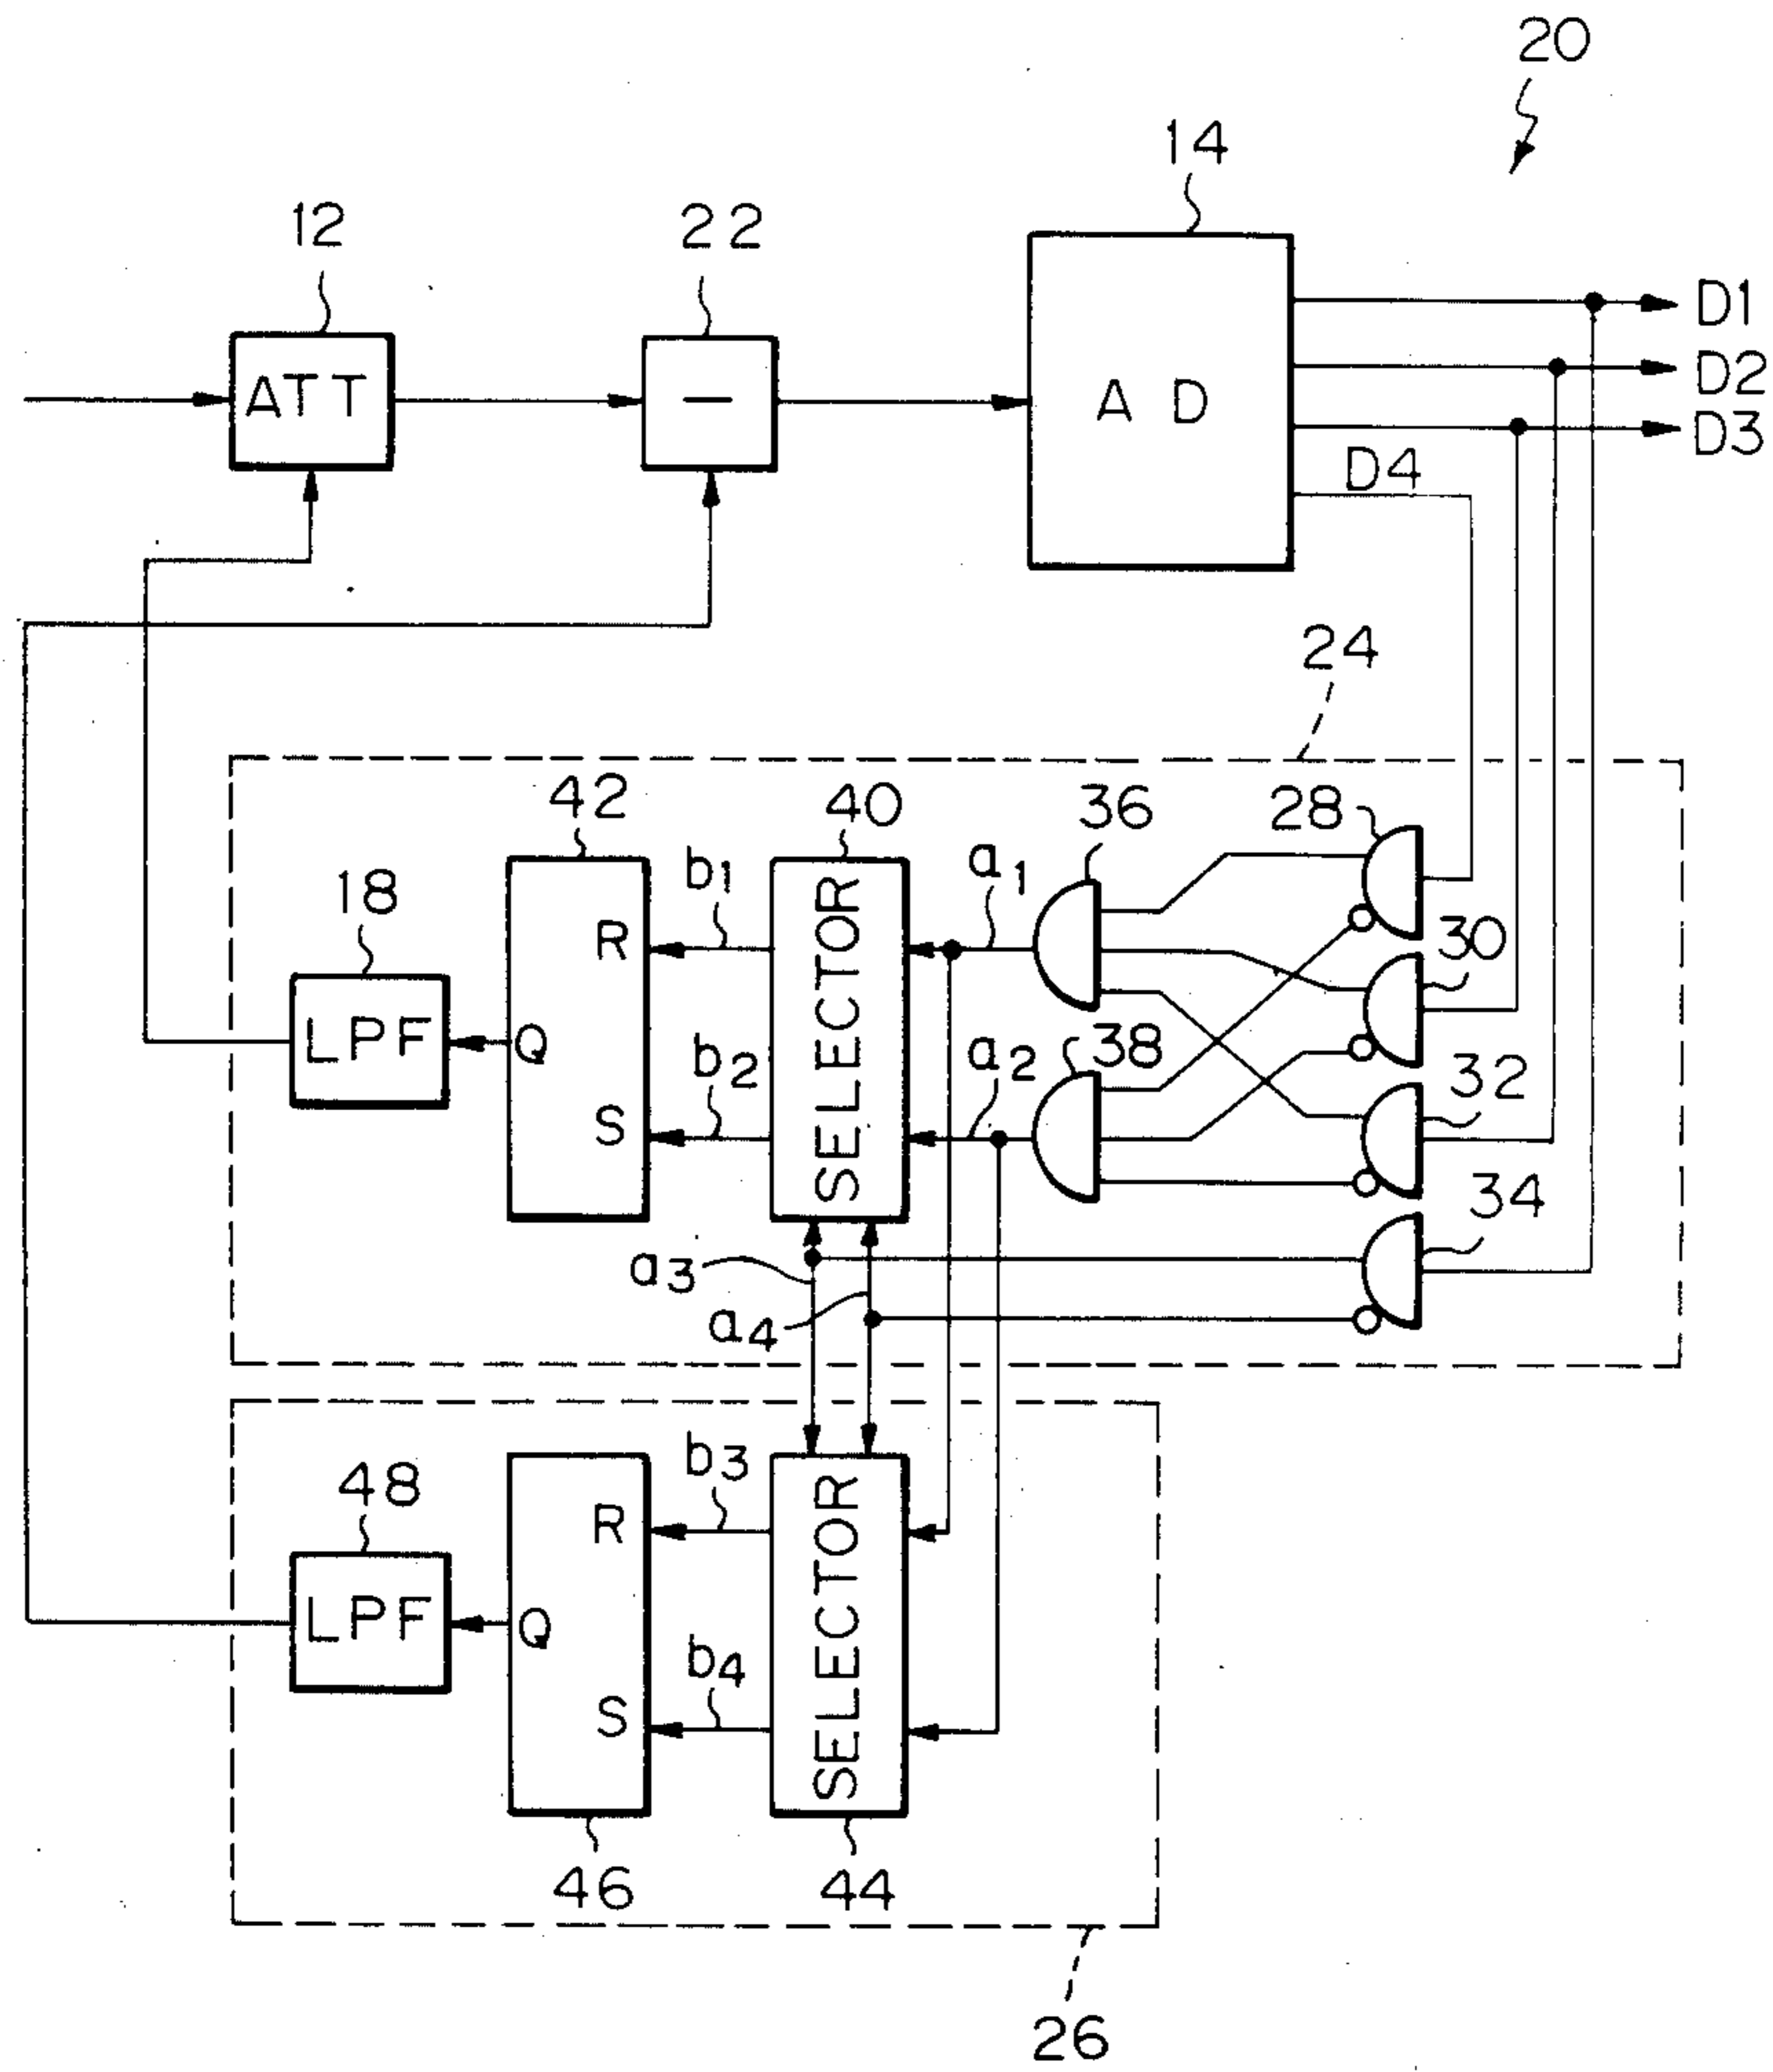 20
14
12
22
D1
ATT
−
A D
D2
D3
D4
24
42
40
36
28
b1
a1
18
SELECTOR
R
30
LPF
Q
b2
a2
38
32
S
34
a3
a4
b3
48
SELECTOR
R
LPF
Q
b4
S
46
44
26